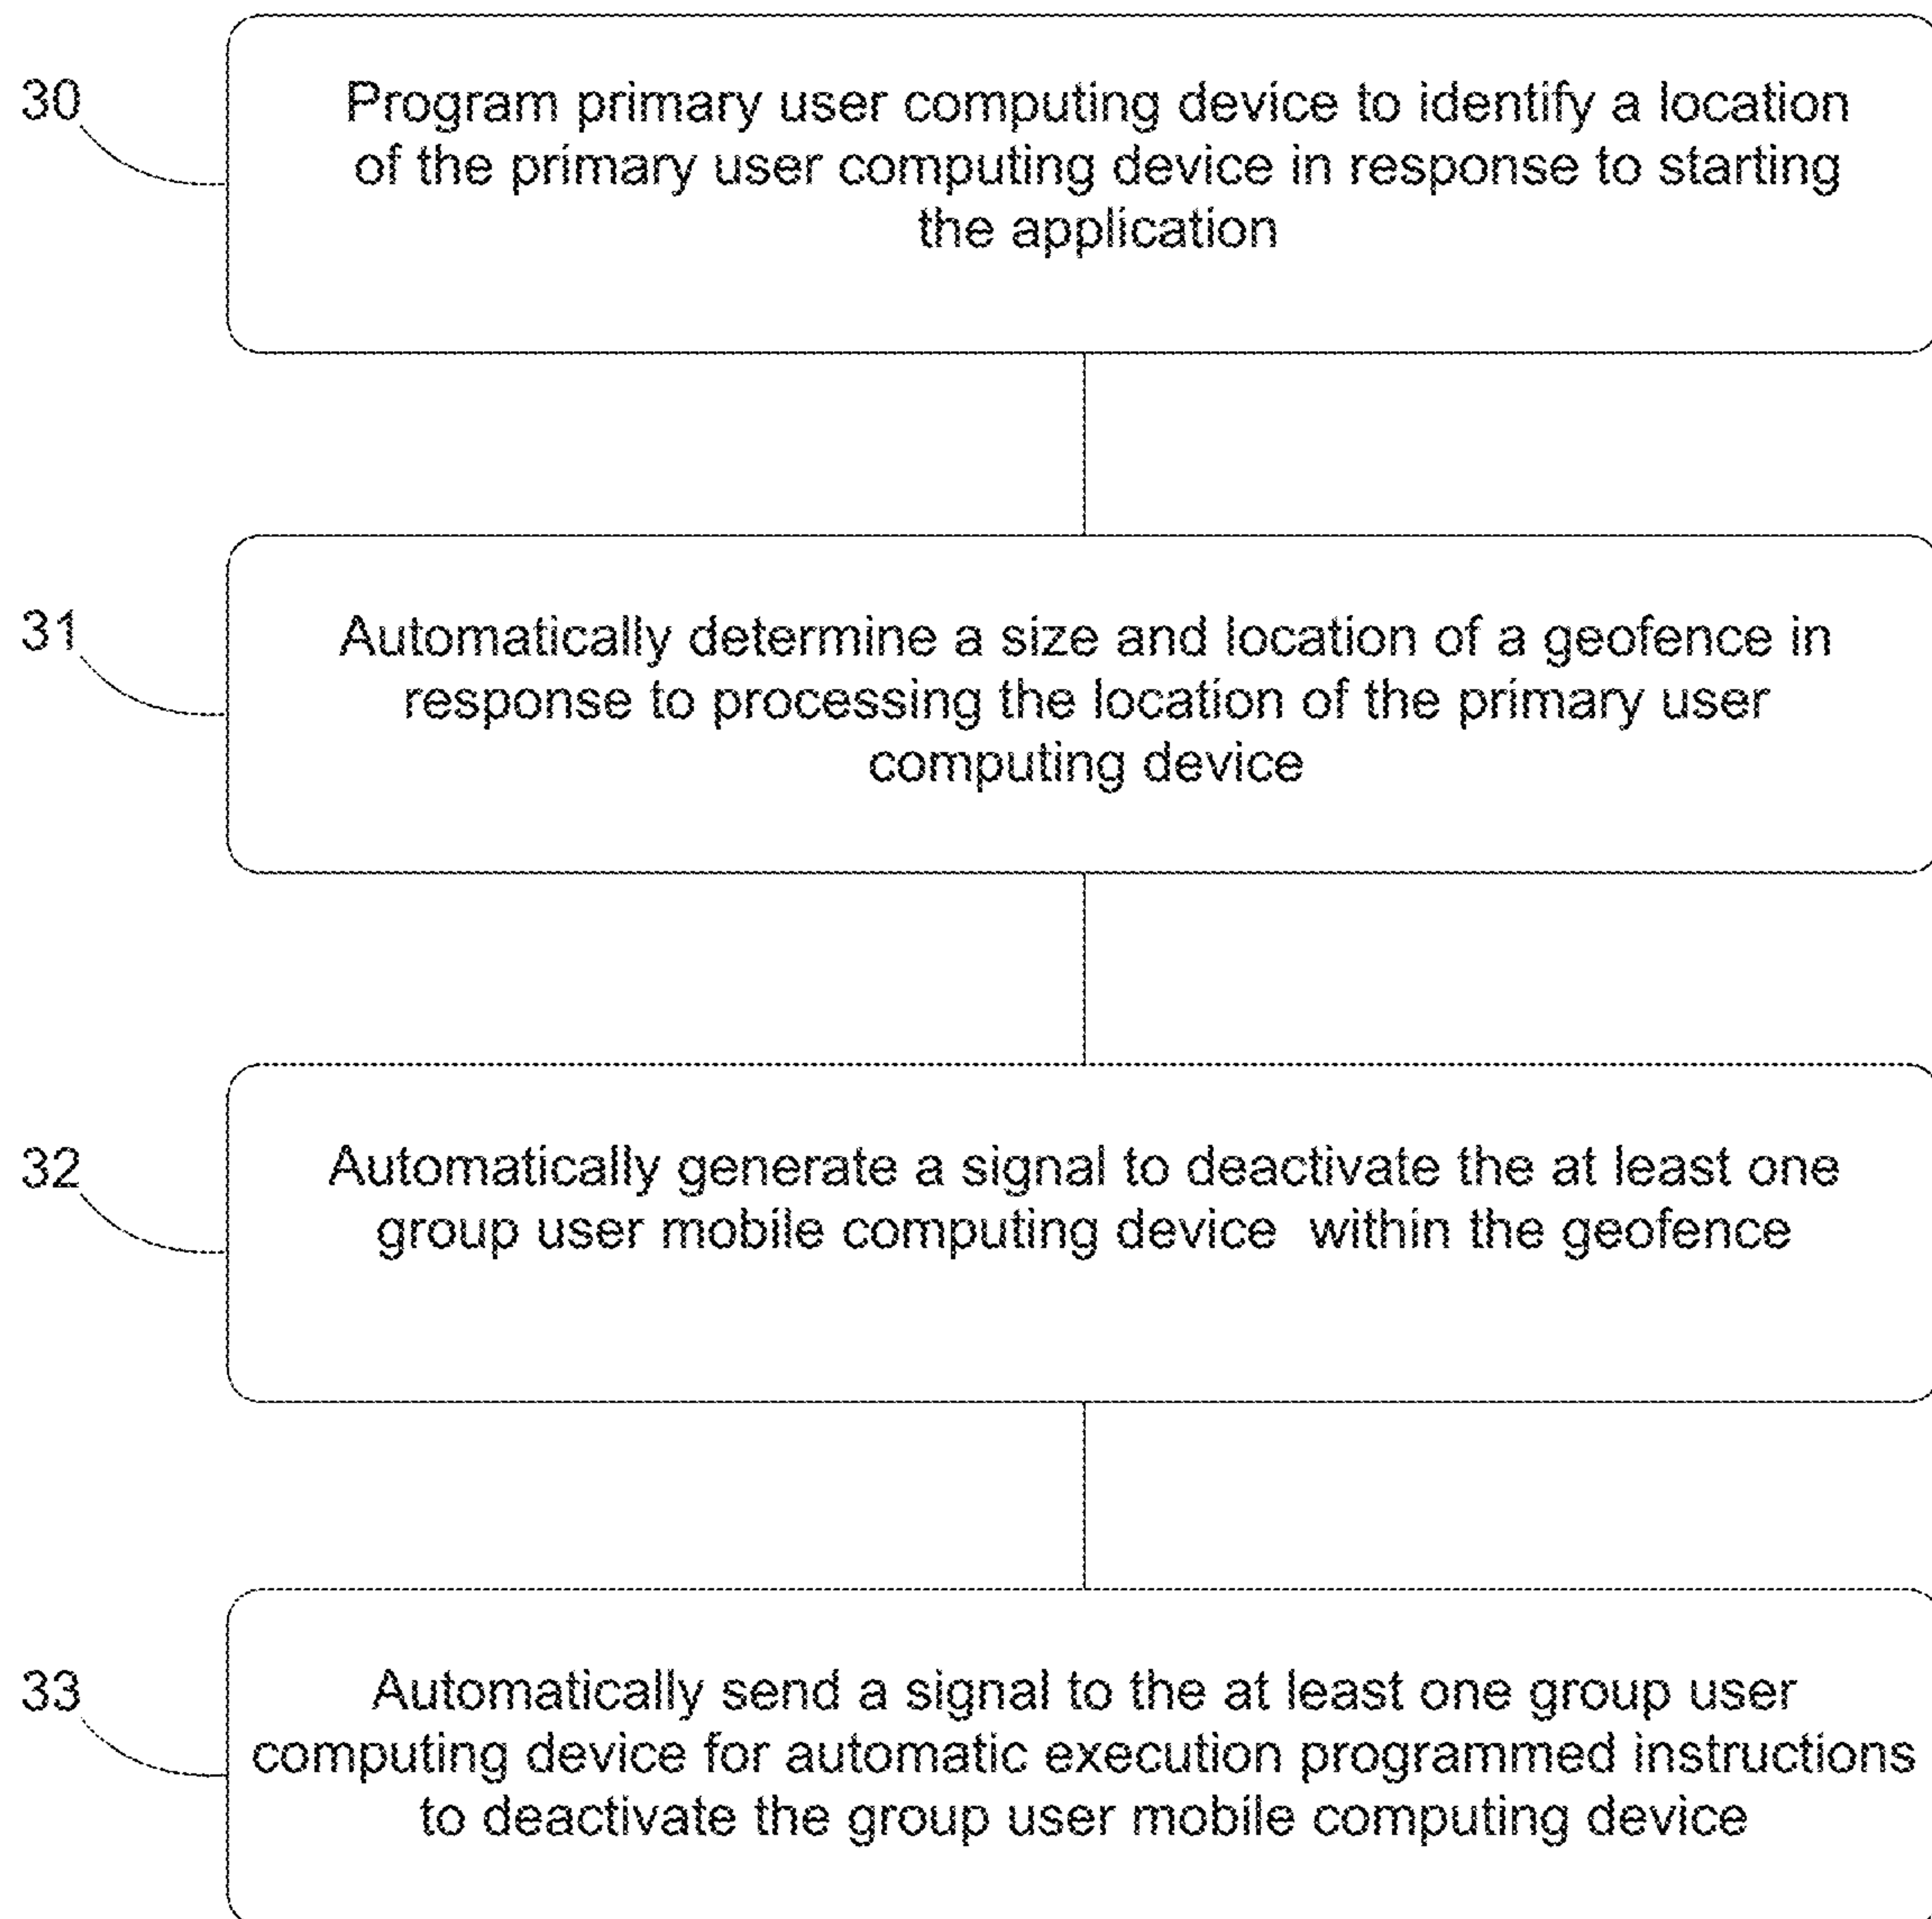 30
Program primary user computing device to identify a location
of the primary user computing device in response to starting
the application
31
Automatically determine a size and location of a geofence in
response to processing the location of the primary user
computing device
32
Automatically generate a signal to deactivate the at least one
group user mobile computing device within the geofence
33
Automatically send a signal to the at least one group user
computing device for automatic execution programmed instructions
to deactivate the group user mobile computing device